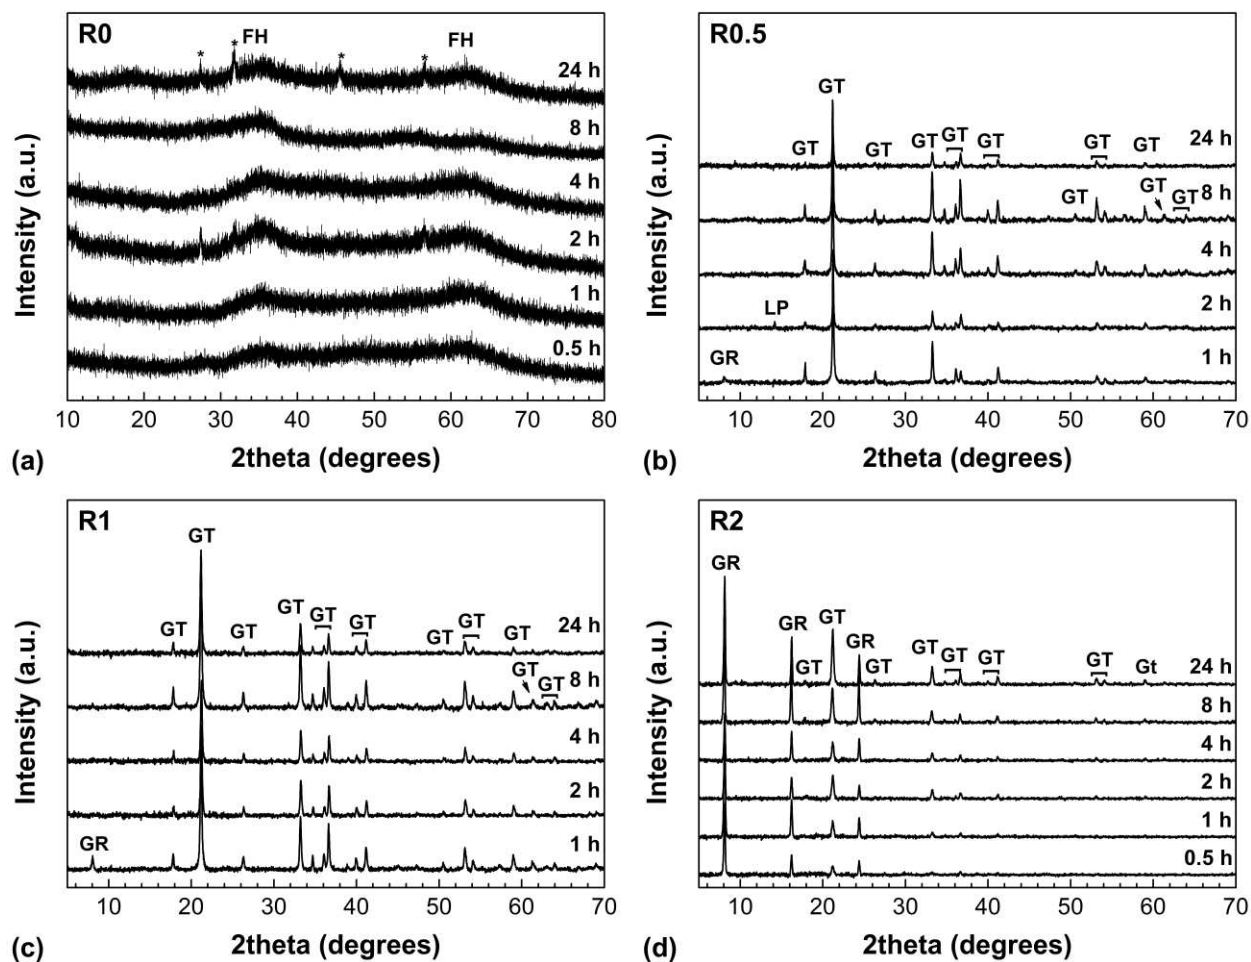 R0
FH
FH
* * * *
24 h
8 h
4 h
2 h
1 h
0.5 h
10 20 30 40 50 60 70 80
2theta (degrees)
Intensity (a.u.)
(a)
R0.5
GT
GT GT GT GT GT GT GT 24 h
GT GT GT 8 h
4 h
LP 2 h
GR 1 h
10 20 30 40 50 60 70
2theta (degrees)
Intensity (a.u.)
(b)
R1
GT
GT GT GT GT GT GT GT GT 24 h
GT GT 8 h
4 h
2 h
GR 1 h
10 20 30 40 50 60 70
2theta (degrees)
Intensity (a.u.)
(c)
R2
GR
GR GT GR
GT GT GT GT GT GT Gt 24 h
8 h
4 h
2 h
1 h
0.5 h
10 20 30 40 50 60 70
2theta (degrees)
Intensity (a.u.)
(d)